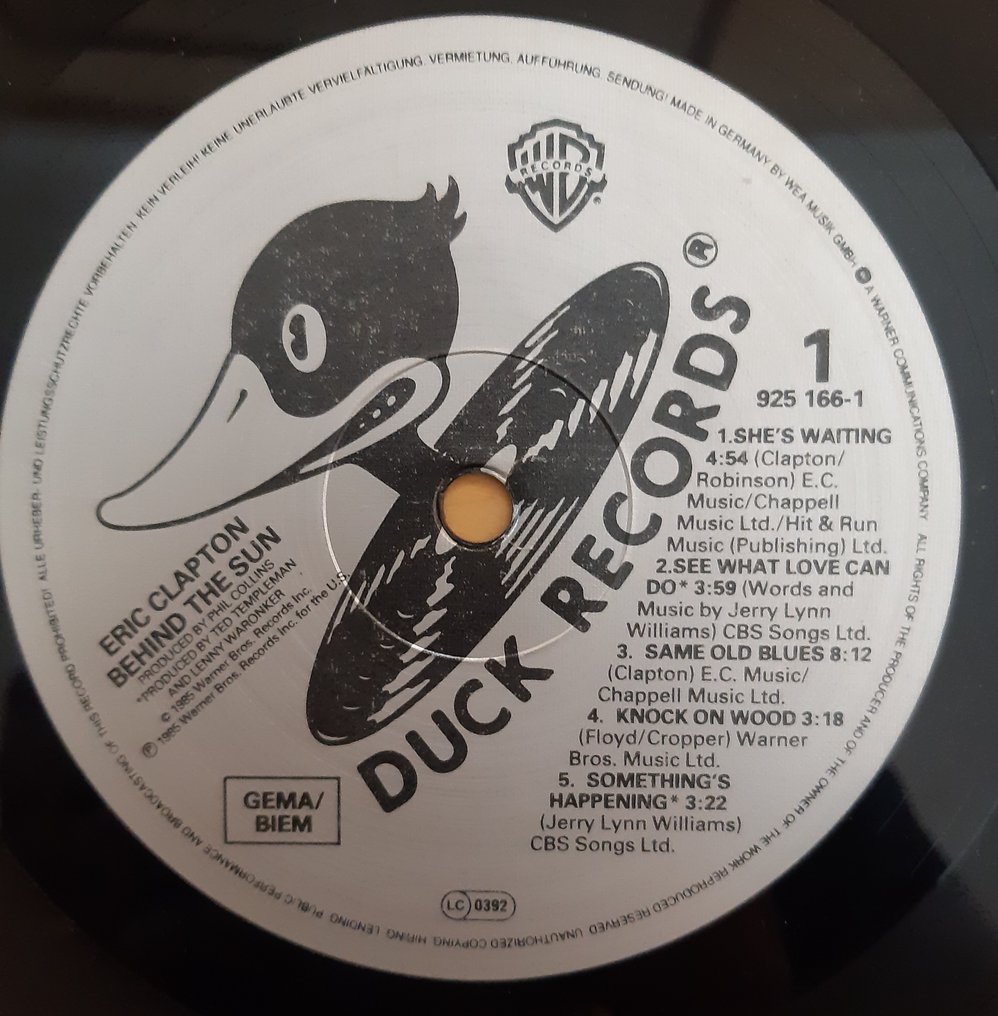 ALLE URHEBER- UND LEISTUNGSSCHUTZRECHTE VORBEHALTEN. KEIN VERLEIH! KEINE UNERLAUBTE VERVIELFÄLTIGUNG, VERMIETUNG, AUFFÜHRUNG, SENDUNG! MADE IN GERMANY BY WEA MUSIK GMBH A WARNER COMMUNICATIONS COMPANY ALL RIGHTS OF THE PRODUCER AND OF THE OWNER OF THE WORK REPRODUCED RESERVED. UNAUTHORIZED COPYING, HIRING, LENDING, PUBLIC PERFORMANCE AND BROADCASTING OF THIS RECORD PROHIBITED!
WB
RECORDS
®
DUCK RECORDS®
1
925 166-1
1.SHE'S WAITING
4:54 (Clapton/
Robinson) E.C.
Music/Chappell
Music Ltd./Hit & Run
Music (Publishing) Ltd.
2.SEE WHAT LOVE CAN
DO* 3:59 (Words and
Music by Jerry Lynn
Williams) CBS Songs Ltd.
3. SAME OLD BLUES 8:12
(Clapton) E.C. Music/
Chappell Music Ltd.
4. KNOCK ON WOOD 3:18
(Floyd/Cropper) Warner
Bros. Music Ltd.
5. SOMETHING'S
HAPPENING* 3:22
(Jerry Lynn Williams)
CBS Songs Ltd.
ERIC CLAPTON
BEHIND THE SUN
PRODUCED BY PHIL COLLINS
*PRODUCED BY TED TEMPLEMAN
AND LENNY WARONKER
© 1985 Warner Bros. Records Inc.
℗ 1985 Warner Bros. Records Inc. for the U.S.
GEMA/
BIEM
LC 0392